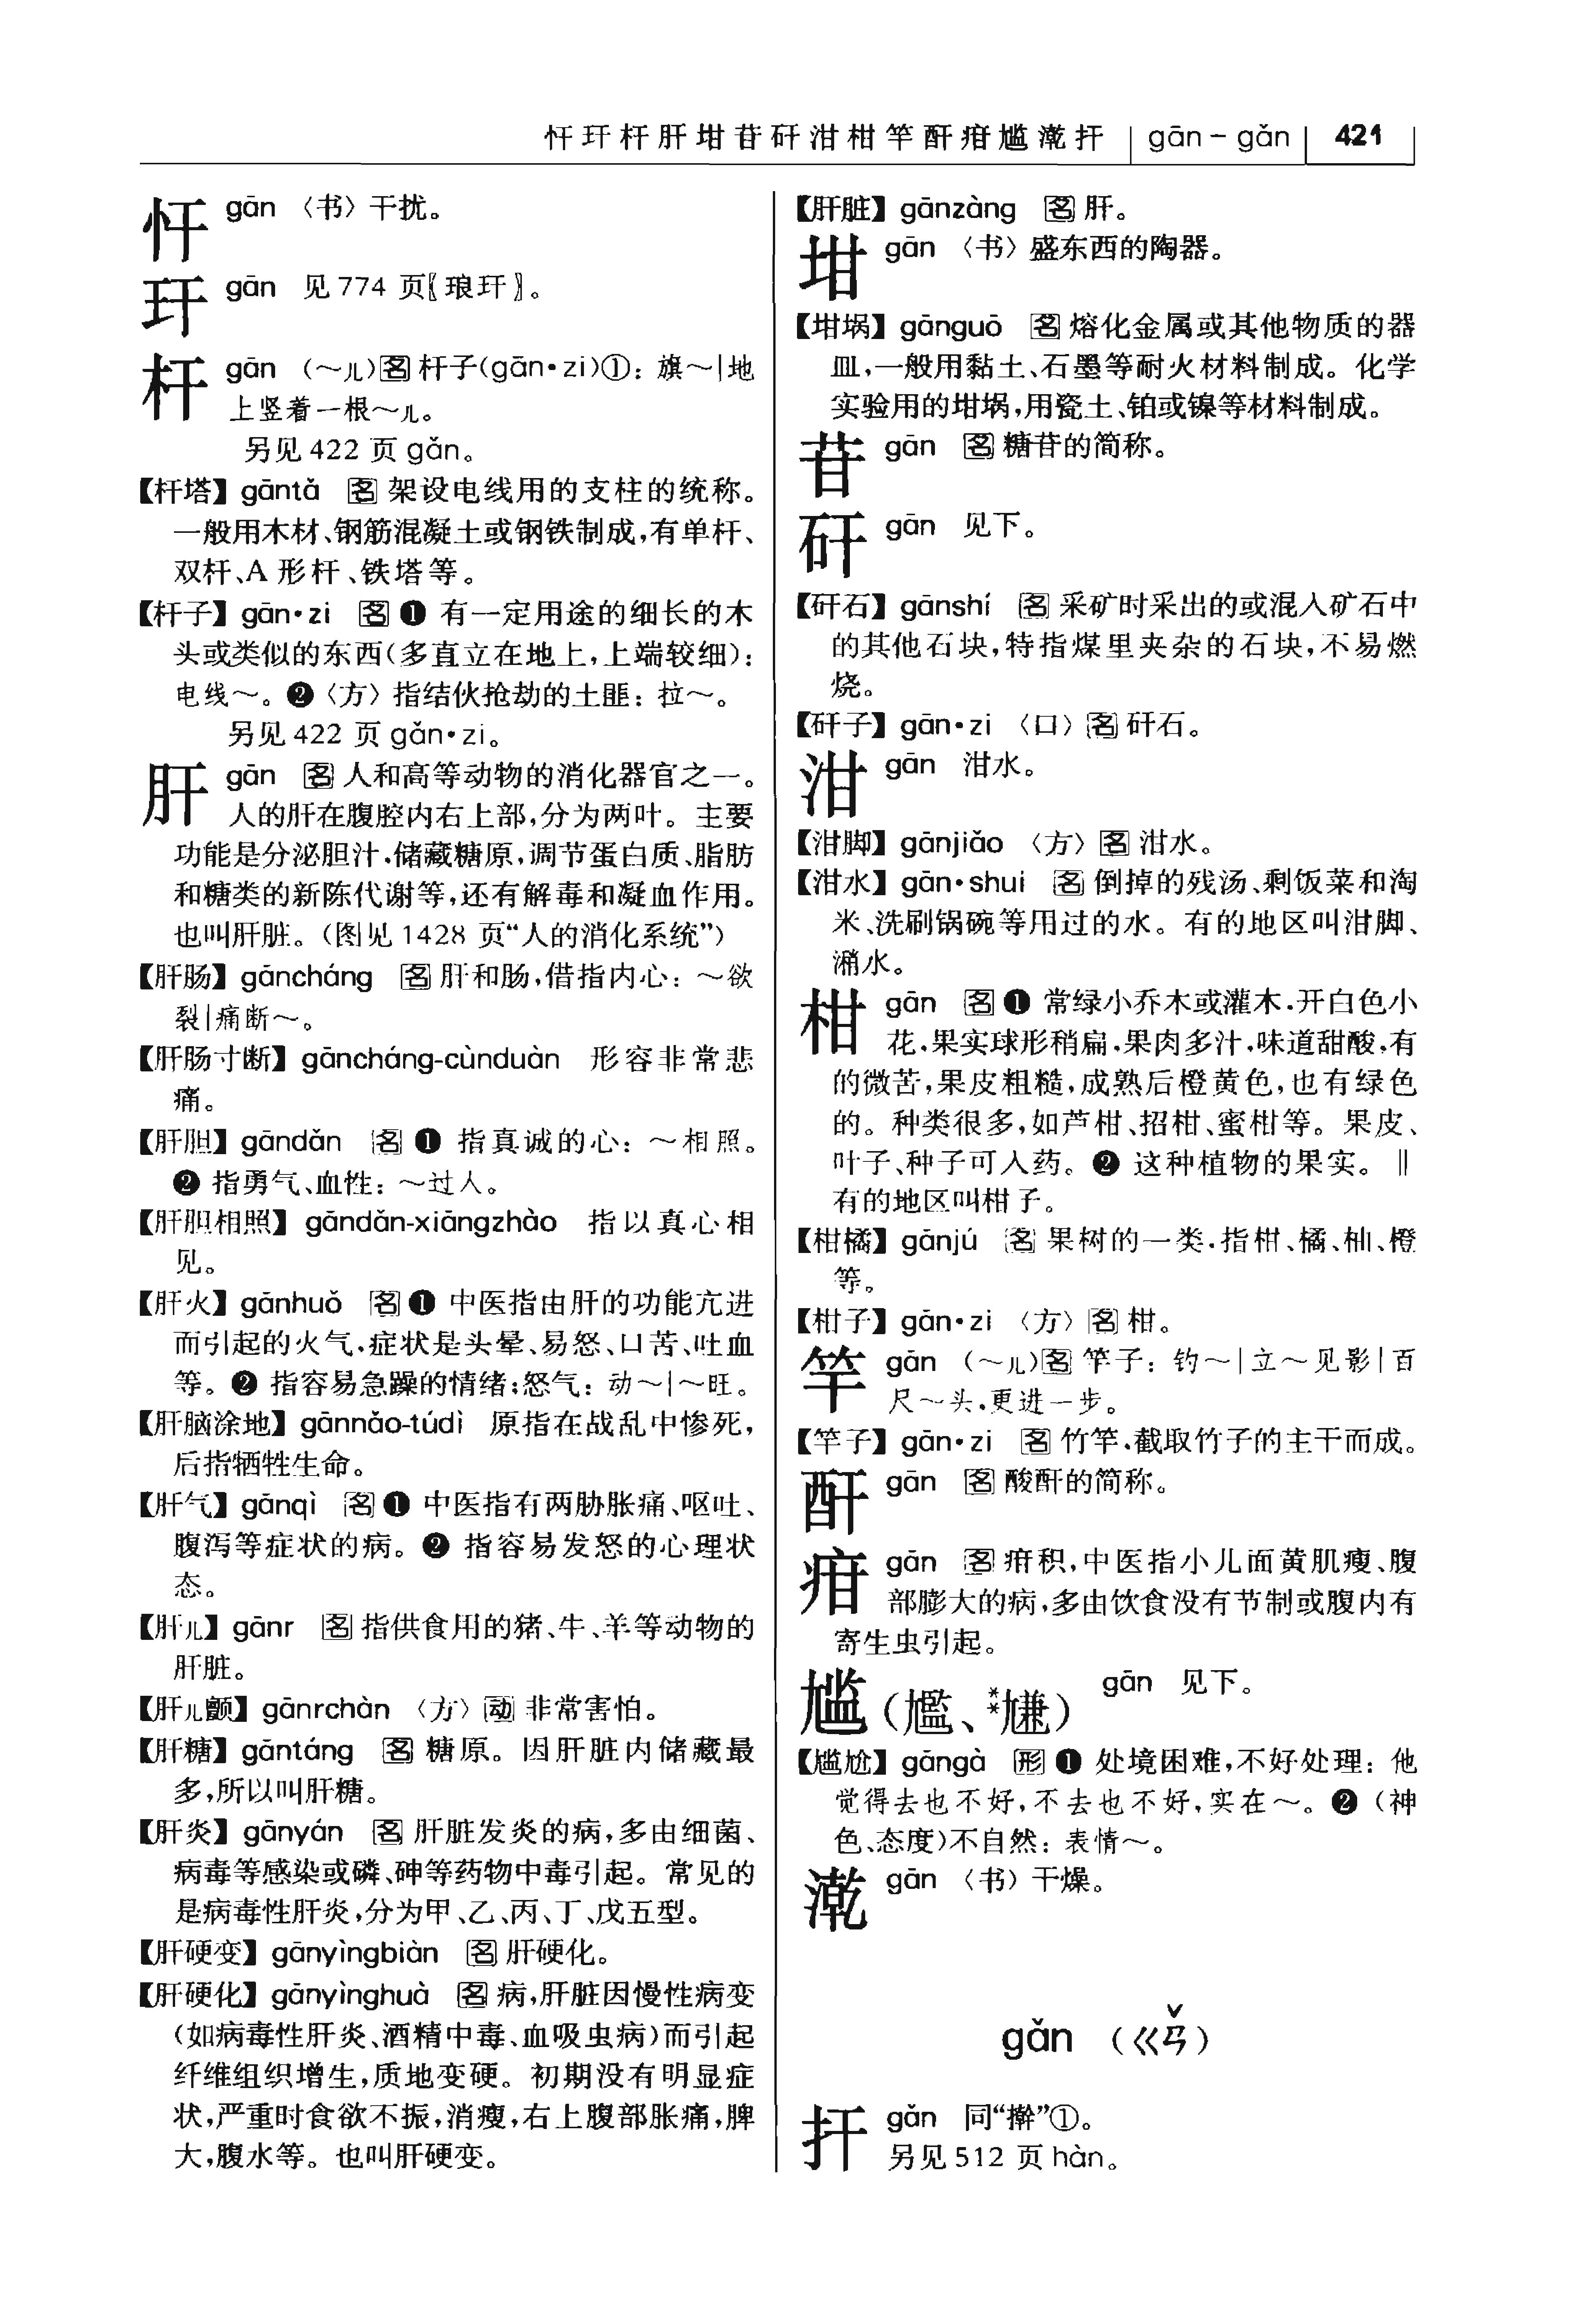 忓玕杆肝坩苷矸泔柑竿酐疳尴漧扞 gān－gǎn 421
忓 gān 〈书〉干扰。
玕 gān 见774 页〖琅玕〗。
杆 gān （～儿）名 杆子(gān•zi)①：旗～|地
上竖着一根～儿。
另见422 页 gǎn。
【杆塔】gāntǎ 名 架设电线用的支柱的统称。
一般用木材、钢筋混凝土或钢铁制成，有单杆、
双杆、A 形杆、铁塔等。
【杆子】gān•zi 名 ❶ 有一定用途的细长的木
头或类似的东西（多直立在地上，上端较细）：
电线～。❷〈方〉指结伙抢劫的土匪：拉～。
另见422 页 gǎn•zi。
肝 gān 名 人和高等动物的消化器官之一。
人的肝在腹腔内右上部，分为两叶。主要
功能是分泌胆汁，储藏糖原，调节蛋白质、脂肪
和糖类的新陈代谢等，还有解毒和凝血作用。
也叫肝脏。（图见1428 页“人的消化系统”）
【肝肠】gāncháng 名 肝和肠，借指内心：～欲
裂|痛断～。
【肝肠寸断】gāncháng-cùnduàn 形容非常悲
痛。
【肝胆】gāndǎn 名 ❶ 指真诚的心：～相照。
❷ 指勇气、血性：～过人。
【肝胆相照】gāndǎn-xiāngzhào 指以真心相
见。
【肝火】gānhuǒ 名 ❶ 中医指由肝的功能亢进
而引起的火气，症状是头晕、易怒、口苦、吐血
等。❷ 指容易急躁的情绪；怒气：动～|～旺。
【肝脑涂地】gānnǎo-túdì 原指在战乱中惨死，
后指牺牲生命。
【肝气】gānqì 名 ❶ 中医指有两胁胀痛、呕吐、
腹泻等症状的病。❷ 指容易发怒的心理状
态。
【肝儿】gānr 名 指供食用的猪、牛、羊等动物的
肝脏。
【肝儿颤】gānrchàn 〈方〉动 非常害怕。
【肝糖】gāntáng 名 糖原。因肝脏内储藏最
多，所以叫肝糖。
【肝炎】gānyán 名 肝脏发炎的病，多由细菌、
病毒等感染或磷、砷等药物中毒引起。常见的
是病毒性肝炎，分为甲、乙、丙、丁、戊五型。
【肝硬变】gānyìngbiàn 名 肝硬化。
【肝硬化】gānyìnghuà 名 病，肝脏因慢性病变
（如病毒性肝炎、酒精中毒、血吸虫病）而引起
纤维组织增生，质地变硬。初期没有明显症
状，严重时食欲不振，消瘦，右上腹部胀痛，脾
大，腹水等。也叫肝硬变。
【肝脏】gānzàng 名 肝。
坩 gān 〈书〉盛东西的陶器。
【坩埚】gānguō 名 熔化金属或其他物质的器
皿，一般用黏土、石墨等耐火材料制成。化学
实验用的坩埚，用瓷土、铂或镍等材料制成。
苷 gān 名 糖苷的简称。
矸 gān 见下。
【矸石】gānshí 名 采矿时采出的或混入矿石中
的其他石块，特指煤里夹杂的石块，不易燃
烧。
【矸子】gān•zi 〈口〉名 矸石。
泔 gān 泔水。
【泔脚】gānjiǎo 〈方〉名 泔水。
【泔水】gān•shui 名 倒掉的残汤、剩饭菜和淘
米、洗刷锅碗等用过的水。有的地区叫泔脚、
潲水。
柑 gān 名 ❶ 常绿小乔木或灌木，开白色小
花，果实球形稍扁，果肉多汁，味道甜酸，有
的微苦，果皮粗糙，成熟后橙黄色，也有绿色
的。种类很多，如芦柑、招柑、蜜柑等。果皮、
叶子、种子可入药。❷ 这种植物的果实。‖
有的地区叫柑子。
【柑橘】gānjú 名 果树的一类，指柑、橘、柚、橙
等。
【柑子】gān•zi 〈方〉名 柑。
竿 gān （～儿）名 竿子：钓～|立～见影|百
尺～头，更进一步。
【竿子】gān•zi 名 竹竿，截取竹子的主干而成。
酐 gān 名 酸酐的简称。
疳 gān 名 疳积，中医指小儿面黄肌瘦、腹
部膨大的病，多由饮食没有节制或腹内有
寄生虫引起。
尴（尷、**尲） gān 见下。
【尴尬】gāngà 形 ❶ 处境困难，不好处理：他
觉得去也不好，不去也不好，实在～。❷（神
色、态度）不自然：表情～。
漧 gān 〈书〉干燥。
gǎn （ㄍㄢˇ）
扞 gǎn 同“擀”①。
另见512 页 hàn。